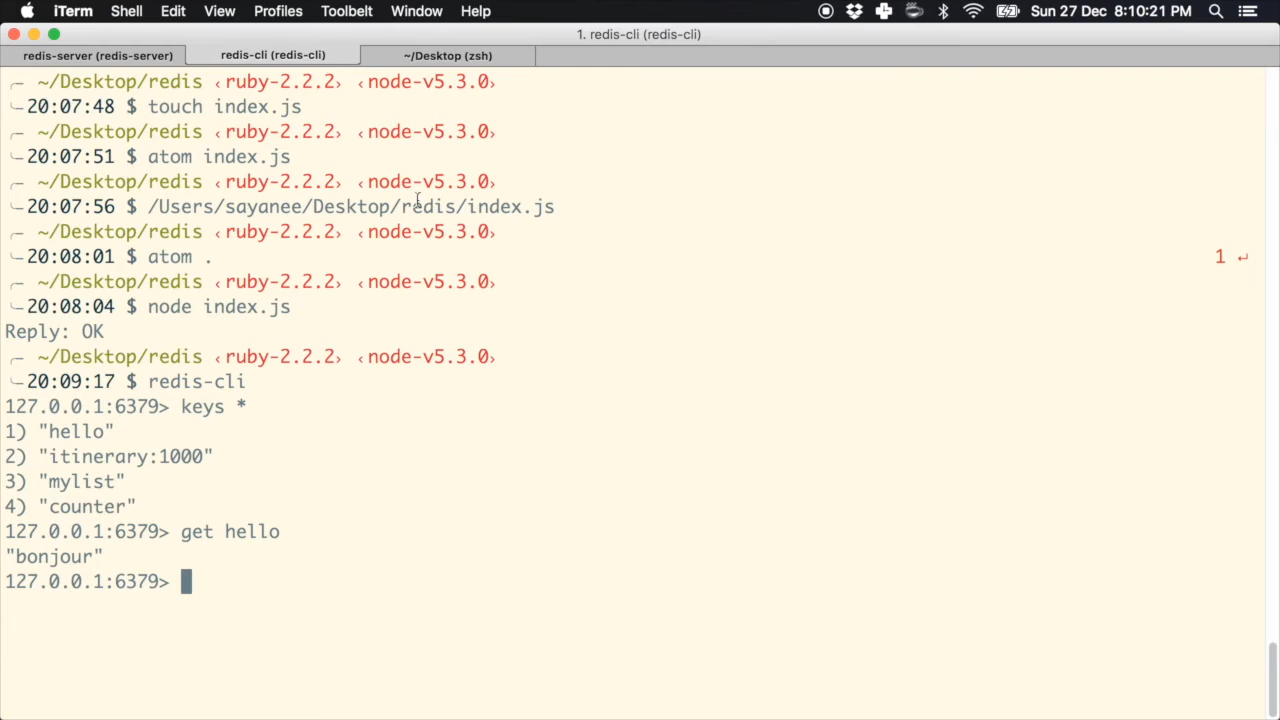 iTerm Shell Edit View Profiles Toolbelt Window Help Sun 27 Dec 8:10:21 PM
1. redis-cli (redis-cli)
redis-server (redis-server) redis-cli (redis-cli) ~/Desktop (zsh)
~/Desktop/redis ‹ruby-2.2.2› ‹node-v5.3.0›
20:07:48 $ touch index.js
~/Desktop/redis ‹ruby-2.2.2› ‹node-v5.3.0›
20:07:51 $ atom index.js
~/Desktop/redis ‹ruby-2.2.2› ‹node-v5.3.0›
20:07:56 $ /Users/sayanee/Desktop/redis/index.js
~/Desktop/redis ‹ruby-2.2.2› ‹node-v5.3.0›
20:08:01 $ atom . 1 ↵
~/Desktop/redis ‹ruby-2.2.2› ‹node-v5.3.0›
20:08:04 $ node index.js
Reply: OK
~/Desktop/redis ‹ruby-2.2.2› ‹node-v5.3.0›
20:09:17 $ redis-cli
127.0.0.1:6379> keys *
1) "hello"
2) "itinerary:1000"
3) "mylist"
4) "counter"
127.0.0.1:6379> get hello
"bonjour"
127.0.0.1:6379>